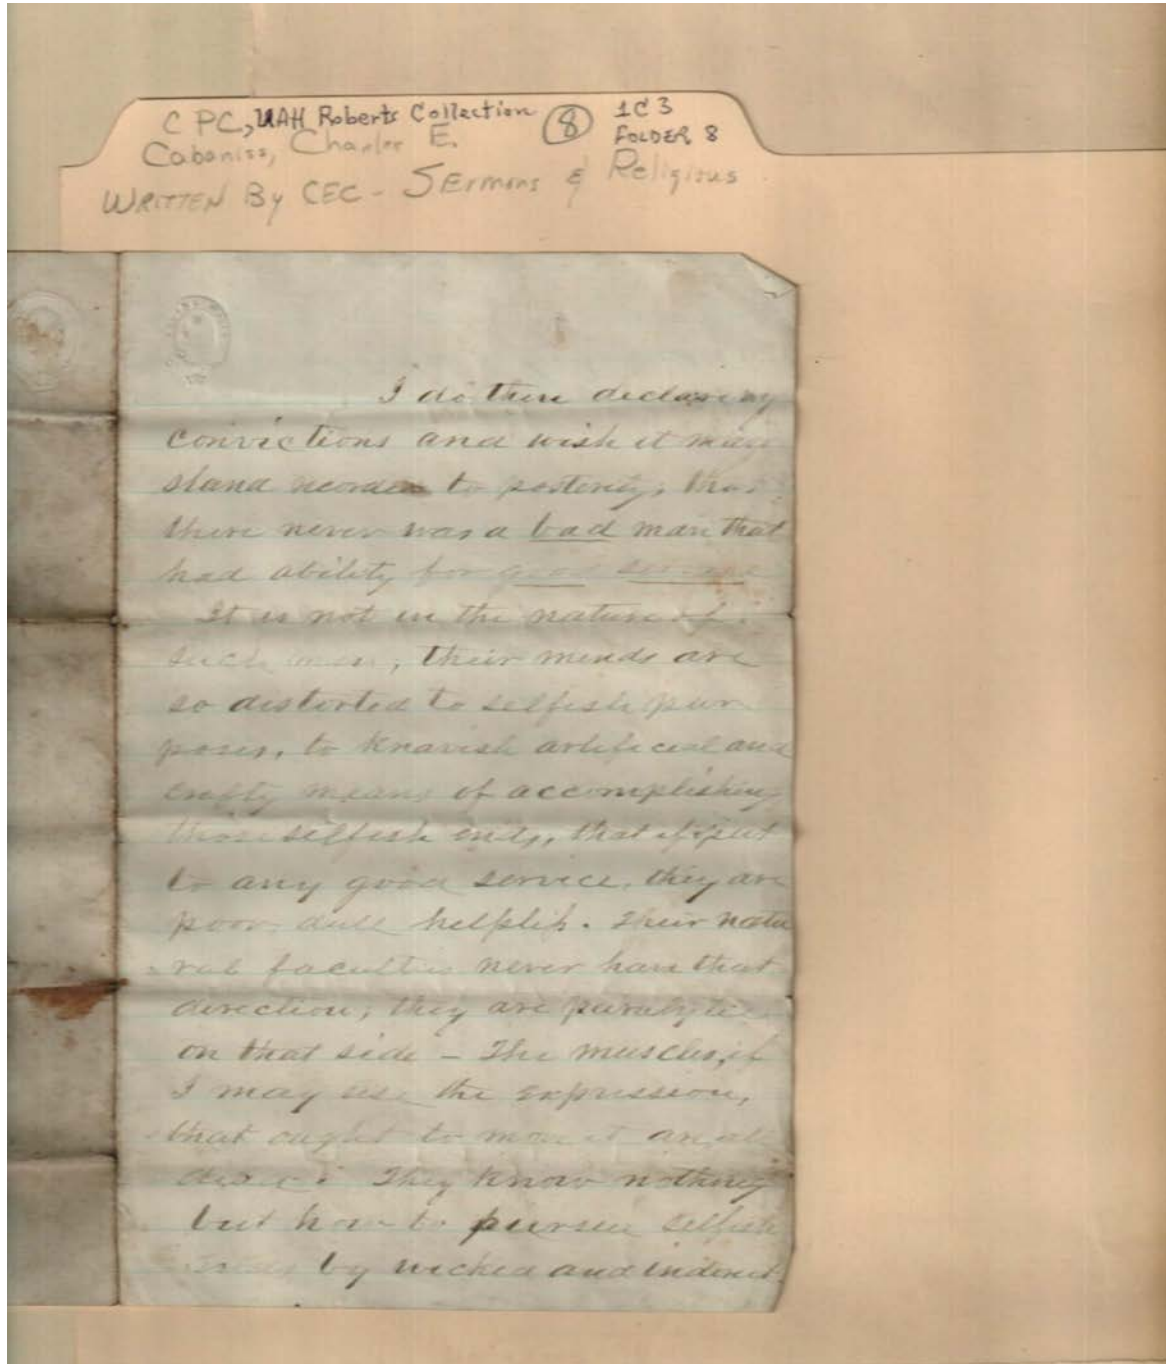 C PC, UAH Roberts Collection 8 1C3
Cabaniss, Charles E. FOLDER 8
WRITTEN By CEC - SErmons & Religious
I do then declare my
convictions and wish it may
stand recorded to posterity, that
there never was a bad man that
had ability for good service
It is not in the nature of
such men, their minds are
so distorted to selfish pur
poses, to knavish artificial and
crafty means of accomplishing
those selfish ends, that if put
to any good service, they are
poor dull helpless. Their natu
ral faculties never have that
direction, they are paralytic
on that side - The muscles, if
I may use the expression,
that ought to move it are all
dead. They know nothing
but how to pursue selfish
ends by wicked and indirect